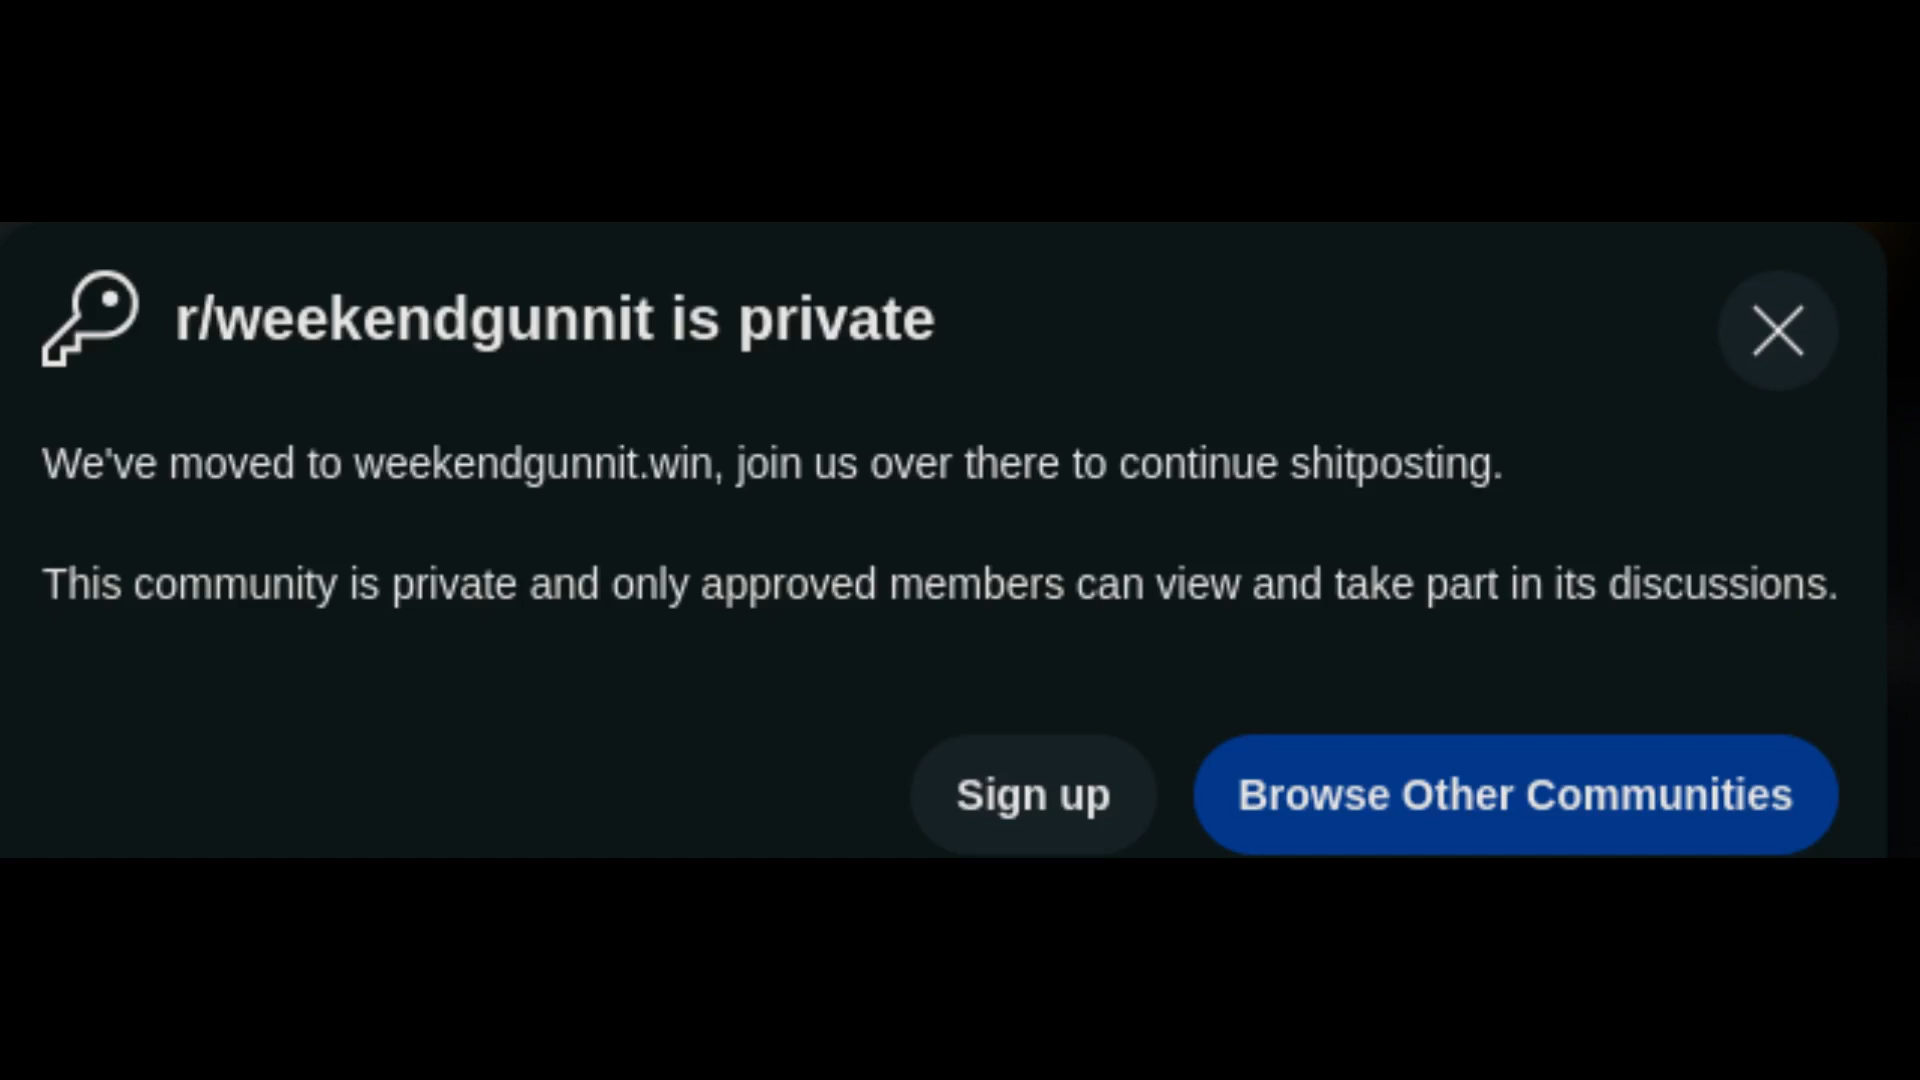 r/weekendgunnit is private
We've moved to weekendgunnit.win, join us over there to continue shitposting.
This community is private and only approved members can view and take part in its discussions.
Sign up
Browse Other Communities